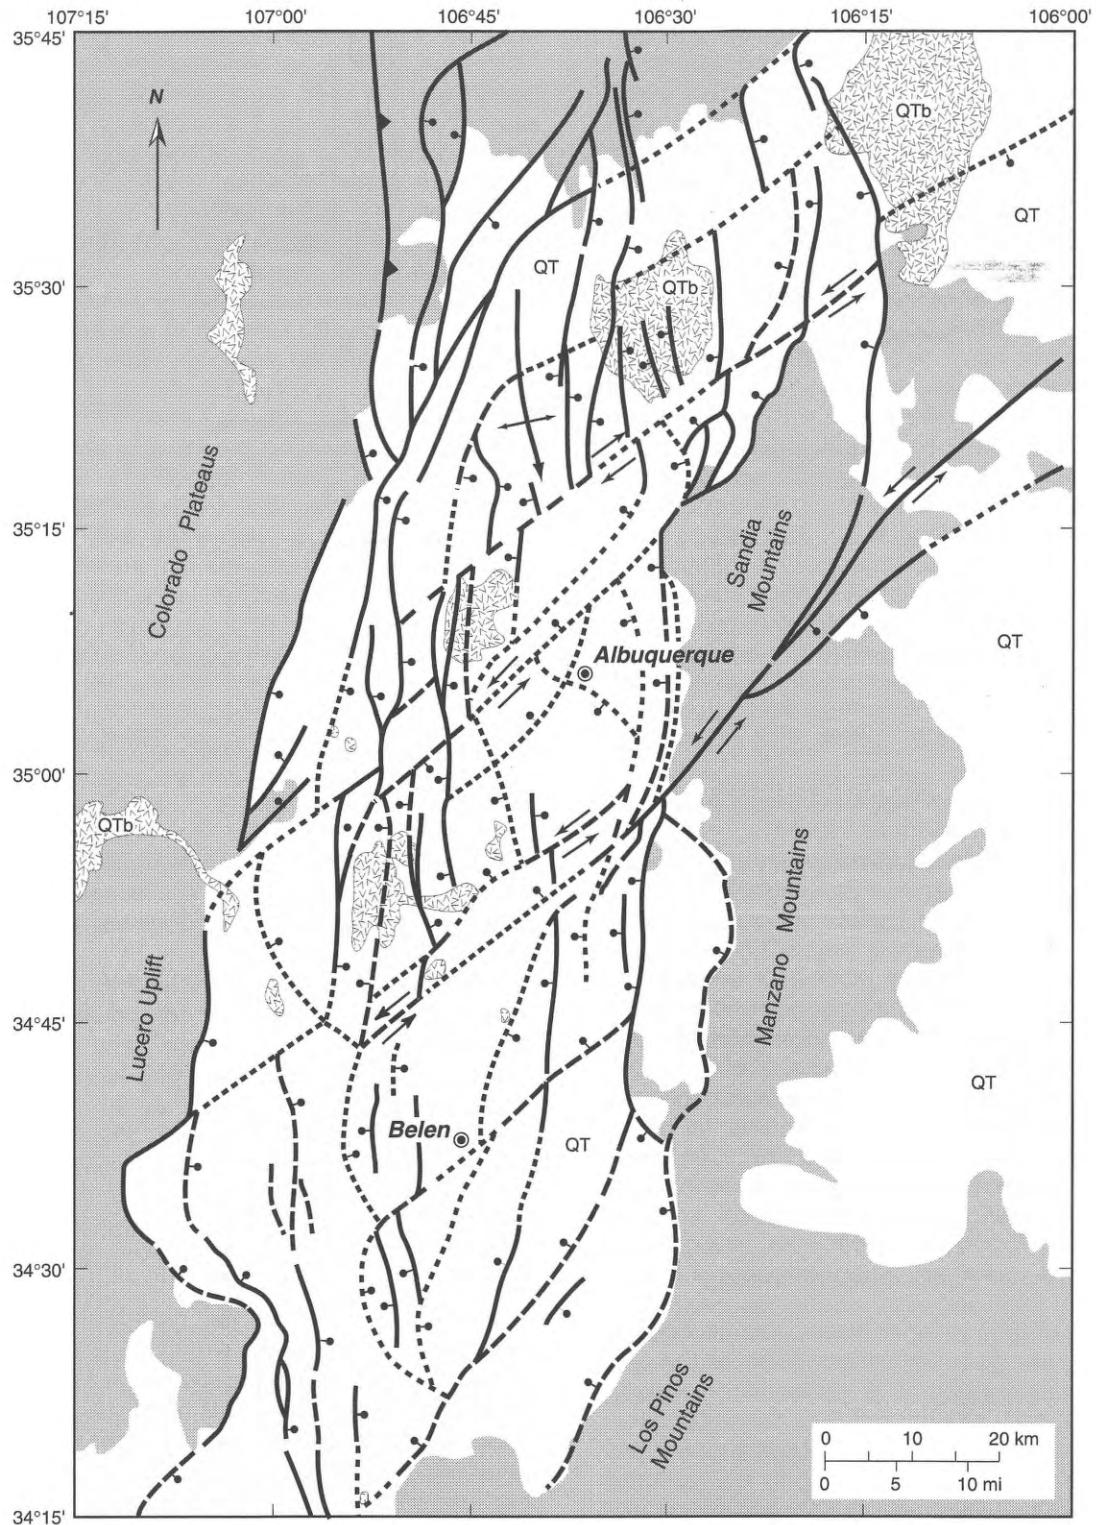 107°15' 107°00' 106°45' 106°30' 106°15' 106°00'
35°45'
N
QTb
QT
QT
35°30'
QTb
Colorado Plateaus
35°15'
Sandia
Mountains
QT
Albuquerque
35°00'
QTb
Manzano Mountains
Lucero Uplift
34°45'
QT
Belen
QT
34°30'
Los Pinos
Mountains
0 10 20 km
0 5 10 mi
34°15'